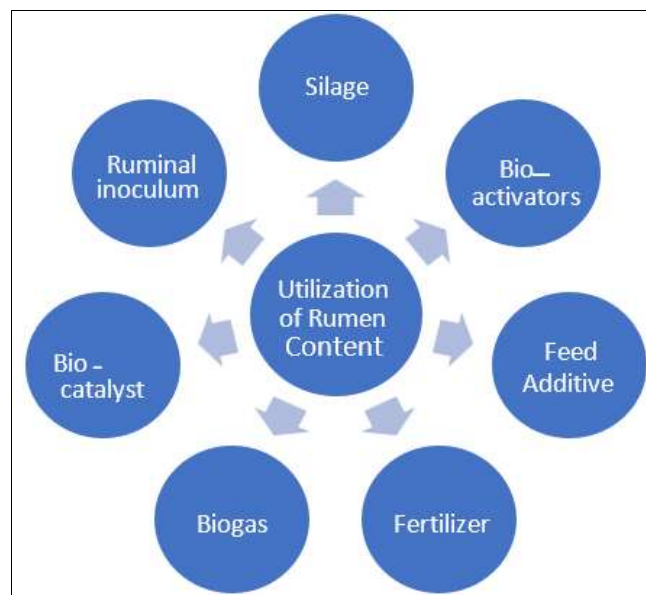 Silage
Ruminal
inoculum
Bio–
activators
Utilization
of Rumen
Content
Bio -
catalyst
Feed
Additive
Biogas
Fertilizer